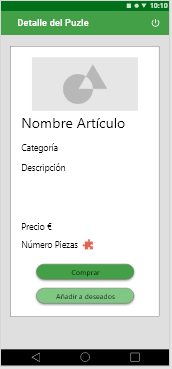 10:10
Detalle del Puzle
Nombre Artículo
Categoría
Descripción
Precio €
Número Piezas
Comprar
Añadir a deseados